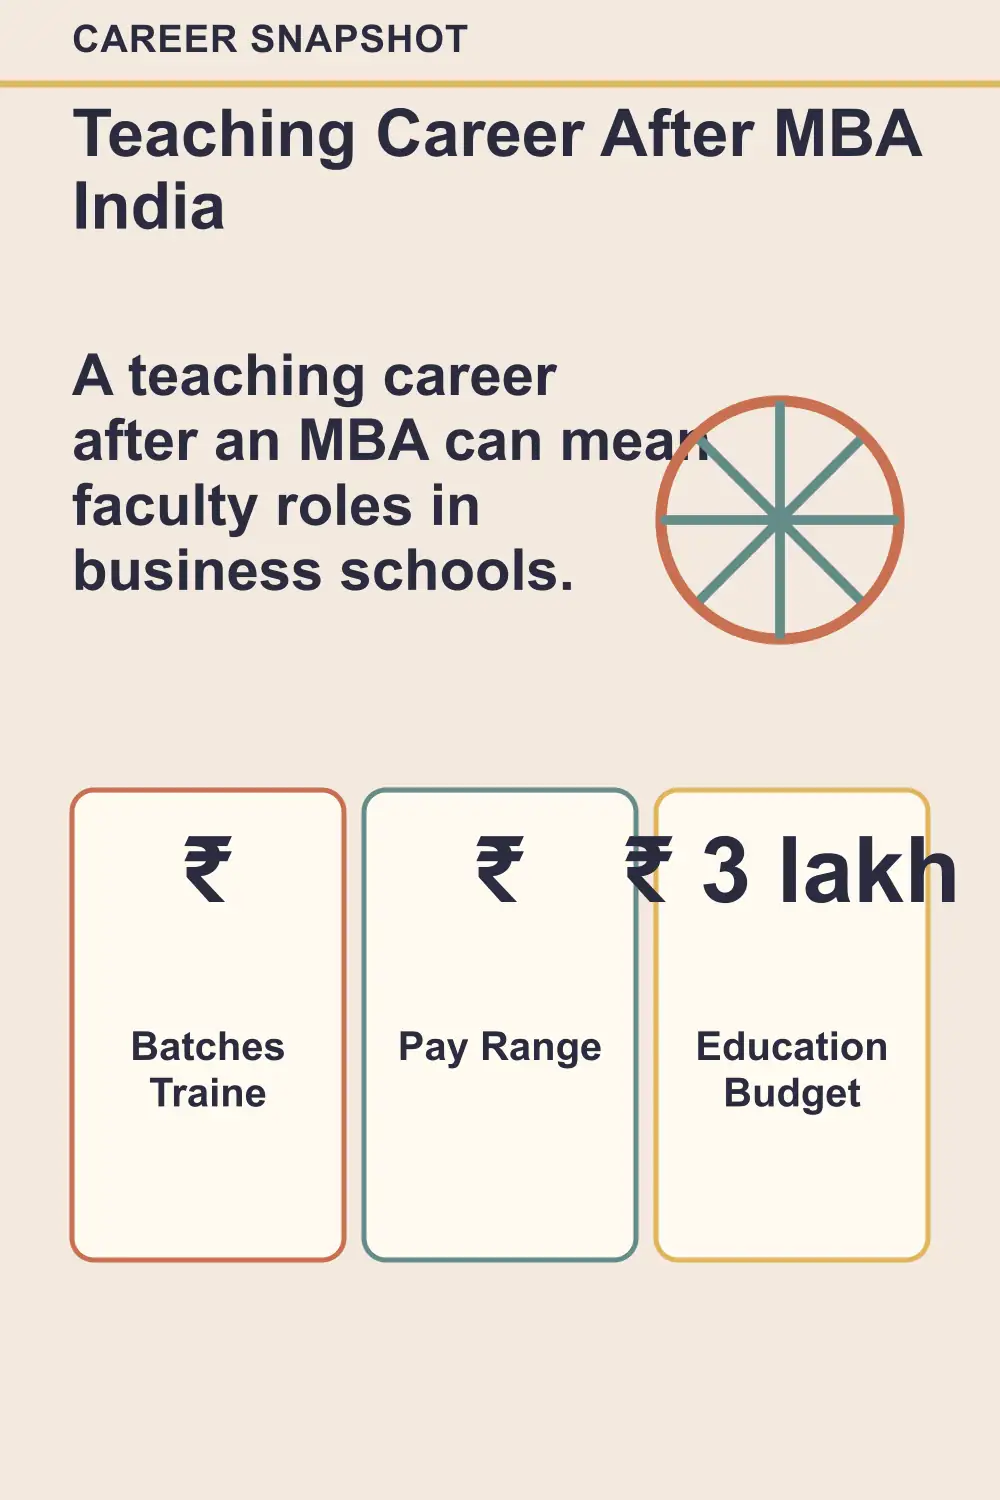 CAREER SNAPSHOT
Teaching Career After MBA
India
A teaching career
after an MBA can mean
faculty roles in
business schools.
₹
₹
₹ 3 lakh
Batches
Traine
Pay Range
Education
Budget